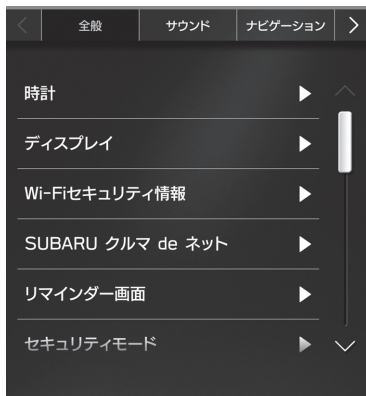 全般 サウンド ナビゲーション
時計
ディスプレイ
Wi-Fiセキュリティ情報
SUBARU クルマ de ネット
リマインダー画面
セキュリティモード